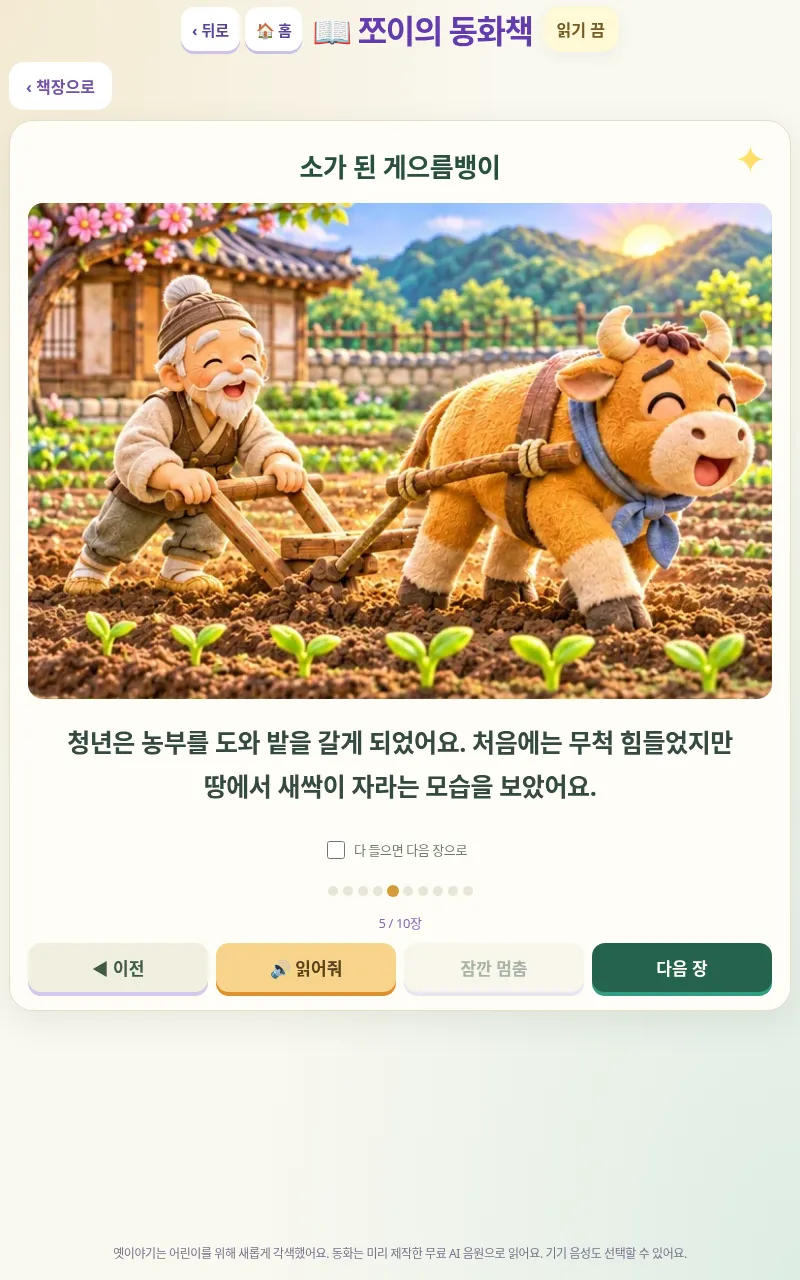 ‹ 뒤로
🏠 홈
📖 쪼이의 동화책
읽기 끔
‹ 책장으로
소가 된 게으름뱅이
청년은 농부를 도와 밭을 갈게 되었어요. 처음에는 무척 힘들었지만
땅에서 새싹이 자라는 모습을 보았어요.
다 들으면 다음 장으로
5 / 10장
◀ 이전
🔊 읽어줘
잠깐 멈춤
다음 장
옛이야기는 어린이를 위해 새롭게 각색했어요. 동화는 미리 제작한 무료 AI 음원으로 읽어요. 기기 음성도 선택할 수 있어요.